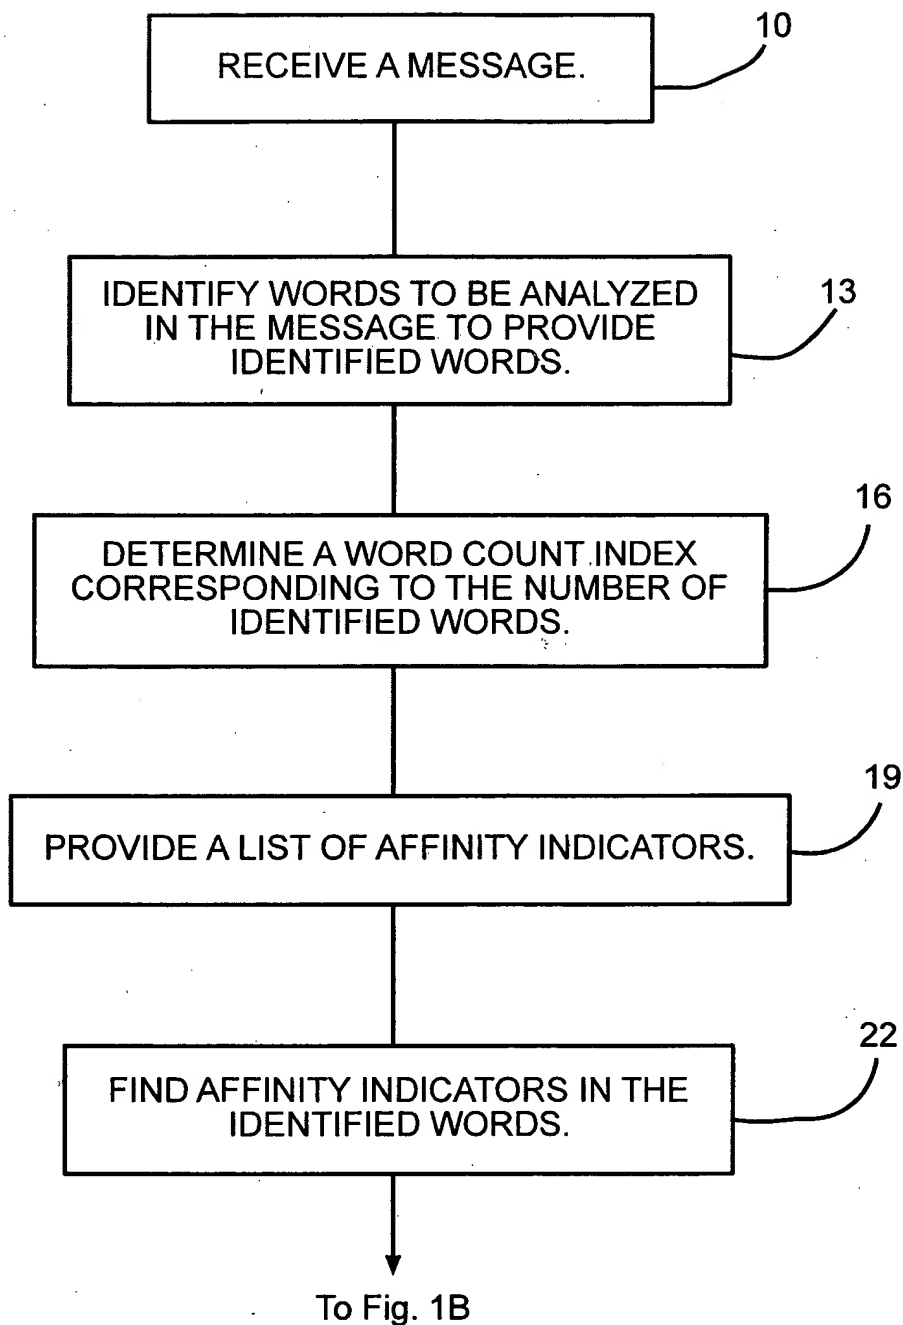 10
RECEIVE A MESSAGE.
13
IDENTIFY WORDS TO BE ANALYZED
IN THE MESSAGE TO PROVIDE
IDENTIFIED WORDS.
16
DETERMINE A WORD COUNT INDEX
CORRESPONDING TO THE NUMBER OF
IDENTIFIED WORDS.
19
PROVIDE A LIST OF AFFINITY INDICATORS.
22
FIND AFFINITY INDICATORS IN THE
IDENTIFIED WORDS.
To Fig. 1B